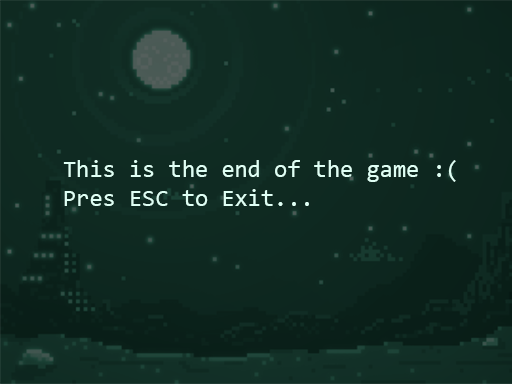 This is the end of the game :(
Pres ESC to Exit...